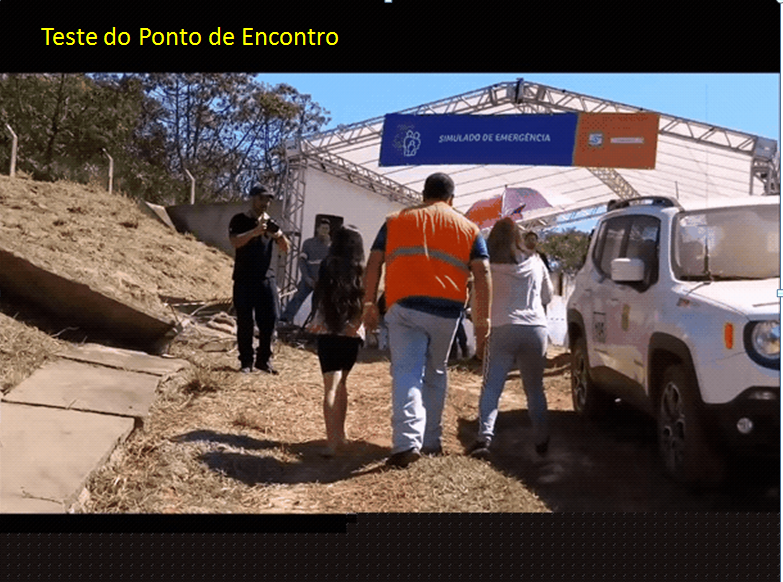 Teste do Ponto de Encontro
SIMULADO DE EMERGÊNCIA